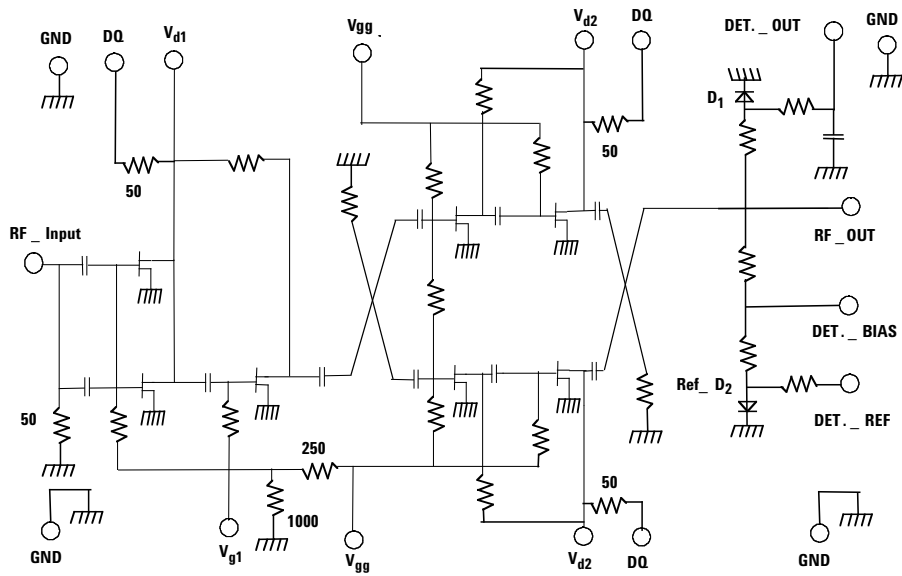 GND
DQ
Vd1
Vgg .
Vd2
DQ
DET. _ OUT
GND
D1
50
50
RF _ Input
RF _OUT
DET. _ BIAS
Ref_ D2
DET. _ REF
50
250
1000
50
GND
Vg1
Vgg
Vd2
DQ
GND